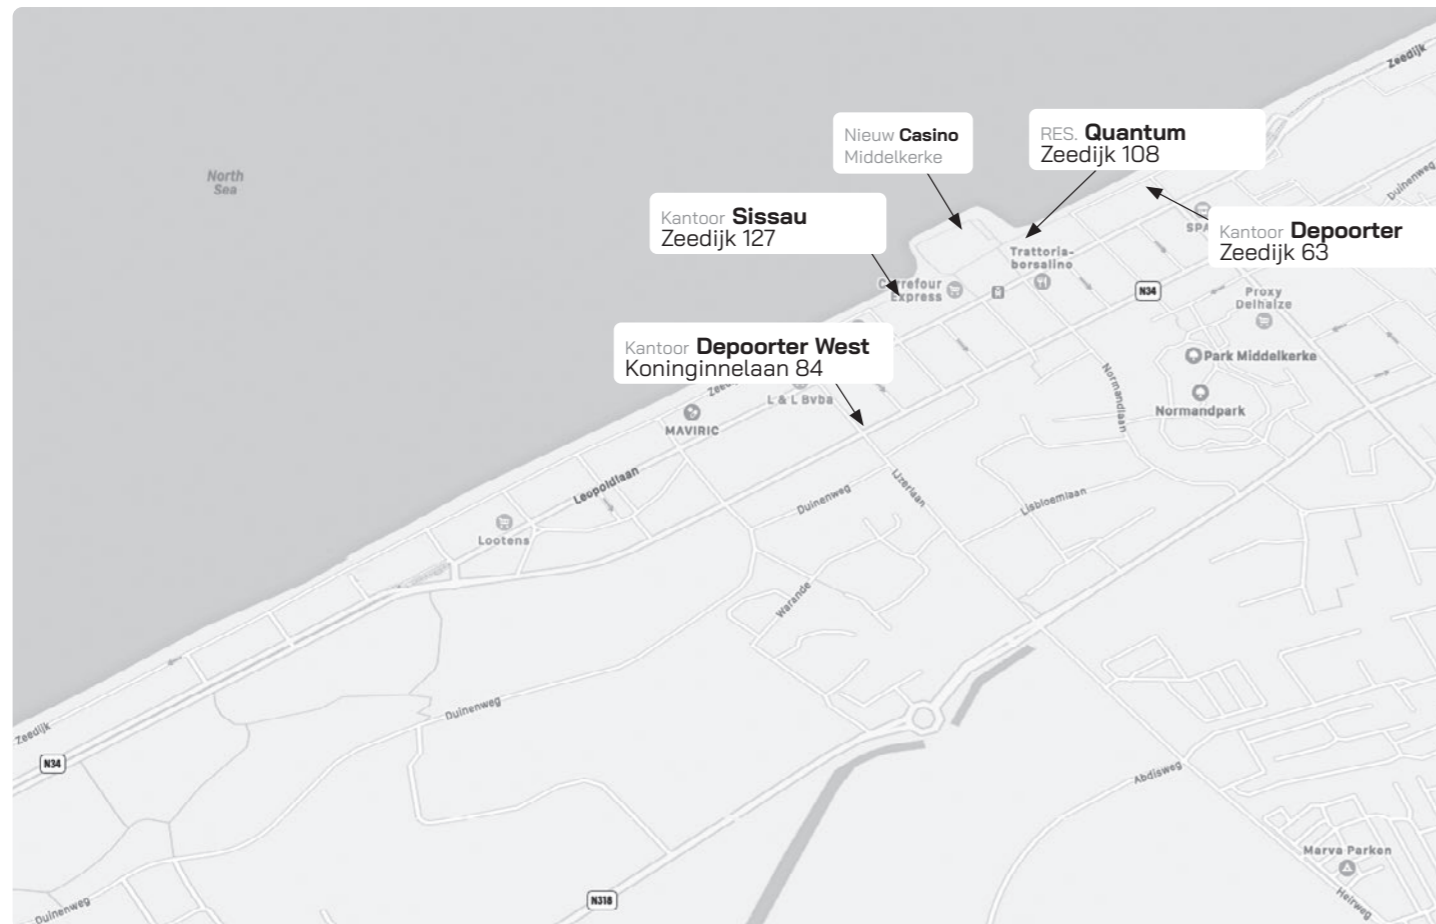 Zeedijk
Nieuw Casino
Middelkerke
RES. Quantum
Zeedijk 108
North
Sea
Duinenweg
Kantoor Sissau
Zeedijk 127
SPA
Kantoor Depoorter
Zeedijk 63
Trattoria-
borsalino
Carrefour
Express
N34
Proxy
Delhaize
Kantoor Depoorter West
Koninginnelaan 84
Park Middelkerke
Normandlaan
L & L Bvba
Normandpark
MAVIRIC
Leopoldlaan
Duinenweg
IJzerlaan
Lisbloemlaan
Lootens
Warande
Duinenweg
Zeedijk
N34
Abdisweg
Marva Parken
N318
Heirweg
Duinenweg